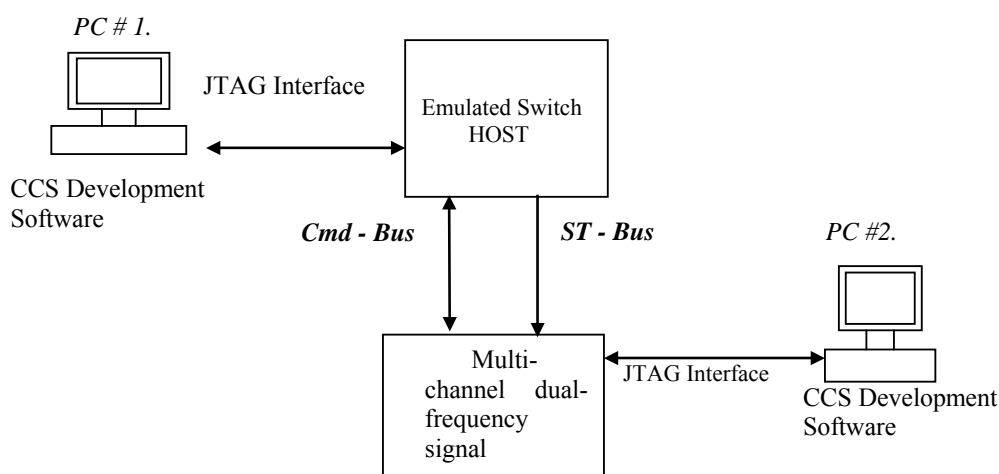 PC # 1.
JTAG Interface
Emulated Switch
HOST
CCS Development
Software
Cmd - Bus
ST - Bus
PC #2.
Multi-
channel dual-
frequency
signal
JTAG Interface
CCS Development
Software